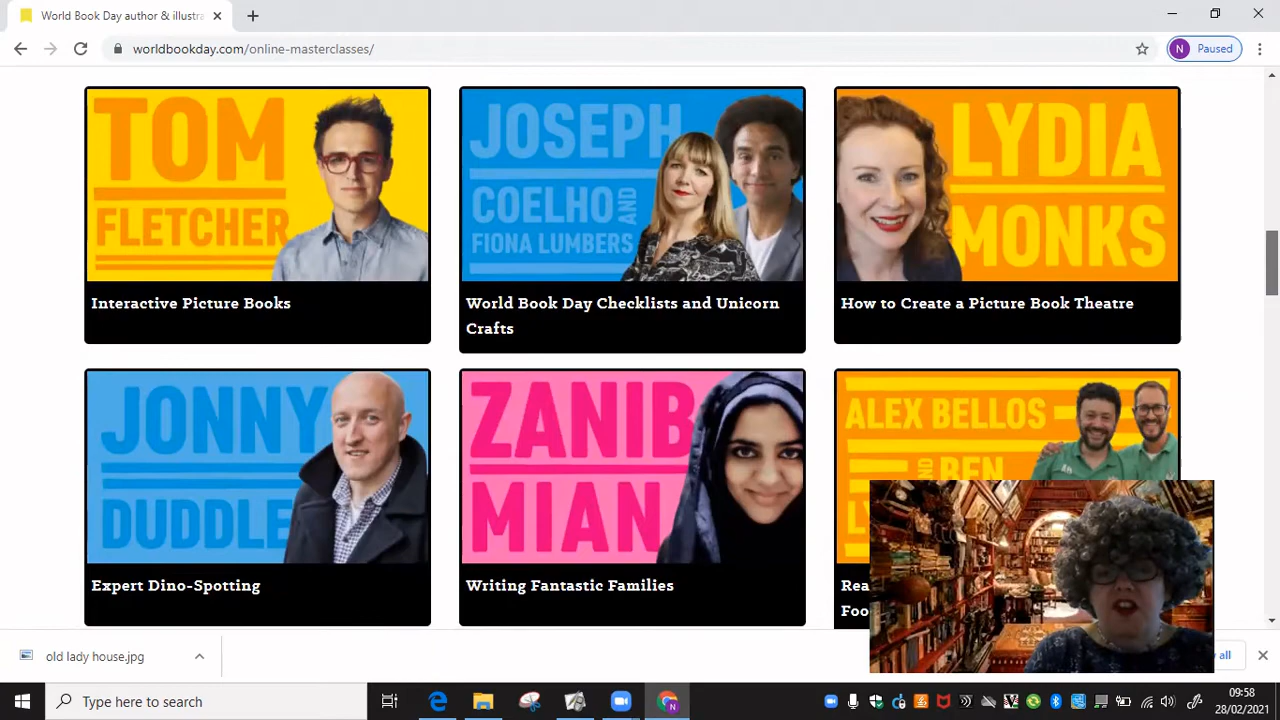 World Book Day author & illustra
worldbookday.com/online-masterclasses/
N Paused
TOM
FLETCHER
Interactive Picture Books
JOSEPH
COELHO AND
FIONA LUMBERS
World Book Day Checklists and Unicorn
Crafts
LYDIA
MONKS
How to Create a Picture Book Theatre
JONNY
DUDDLE
Expert Dino-Spotting
ZANIB
MIAN
Writing Fantastic Families
ALEX BELLOS
AND BEN
old lady house.jpg
all
Type here to search
N
09:58
28/02/2021